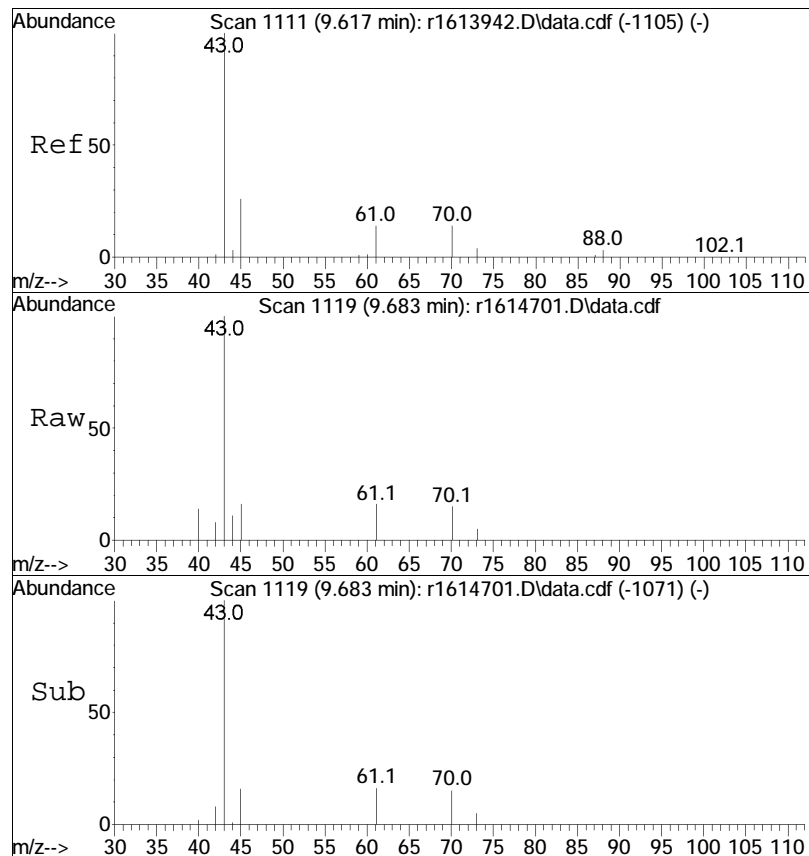 Abundance Scan 1111 (9.617 min): r1613942.D\data.cdf (-1105) (-)
43.0
Ref 50
61.0 70.0
88.0
102.1
0
30 35 40 45 50 55 60 65 70 75 80 85 90 95 100 105 110
m/z-->
Abundance Scan 1119 (9.683 min): r1614701.D\data.cdf
43.0
Raw 50
61.1 70.1
0
30 35 40 45 50 55 60 65 70 75 80 85 90 95 100 105 110
m/z-->
Abundance Scan 1119 (9.683 min): r1614701.D\data.cdf (-1071) (-)
43.0
Sub 50
61.1 70.0
0
30 35 40 45 50 55 60 65 70 75 80 85 90 95 100 105 110
m/z-->